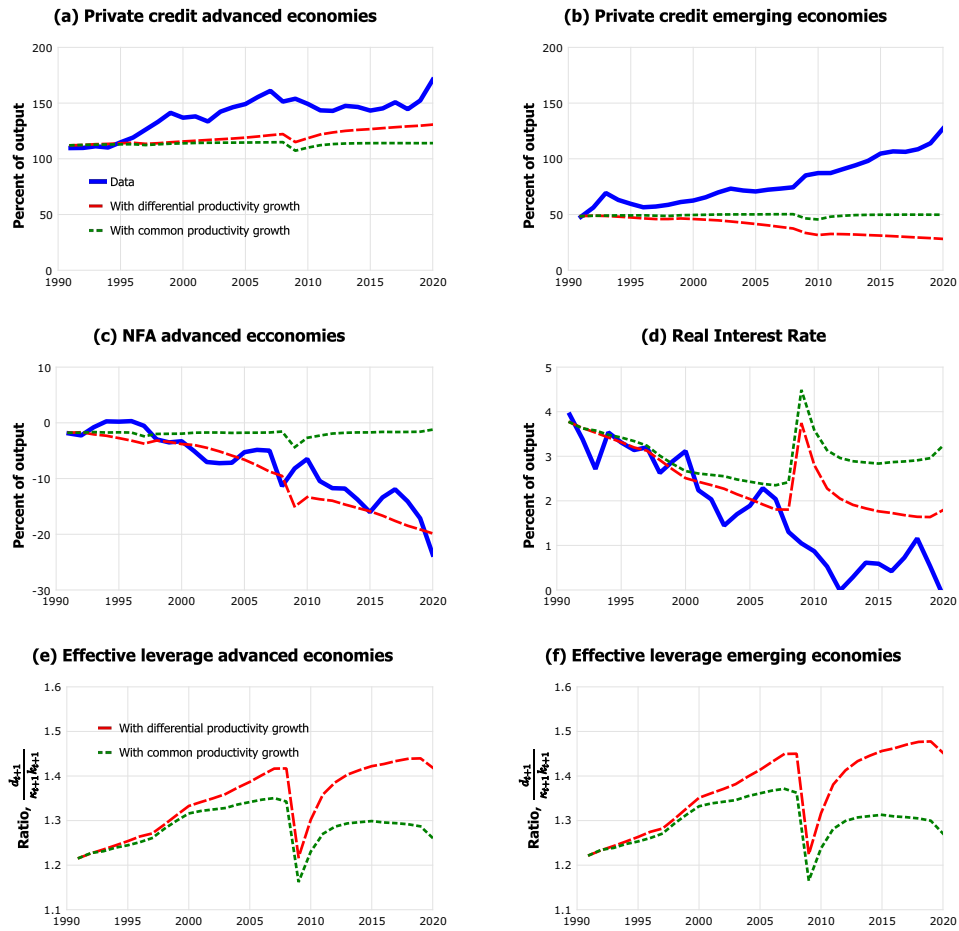 (a) Private credit advanced economies
(b) Private credit emerging economies
Percent of output
200
150
100
50
0
1990 1995 2000 2005 2010 2015 2020
Data
With differential productivity growth
With common productivity growth
Percent of output
200
150
100
50
0
1990 1995 2000 2005 2010 2015 2020
(c) NFA advanced ecconomies
(d) Real Interest Rate
Percent of output
10
0
-10
-20
-30
1990 1995 2000 2005 2010 2015 2020
Percent of output
5
4
3
2
1
0
1990 1995 2000 2005 2010 2015 2020
(e) Effective leverage advanced economies
(f) Effective leverage emerging economies
Ratio, d_{t+1} / κ_{t+1}k_{t+1}
1.6
1.5
1.4
1.3
1.2
1.1
1990 1995 2000 2005 2010 2015 2020
With differential productivity growth
With common productivity growth
Ratio, d_{t+1} / κ_{t+1}k_{t+1}
1.6
1.5
1.4
1.3
1.2
1.1
1990 1995 2000 2005 2010 2015 2020